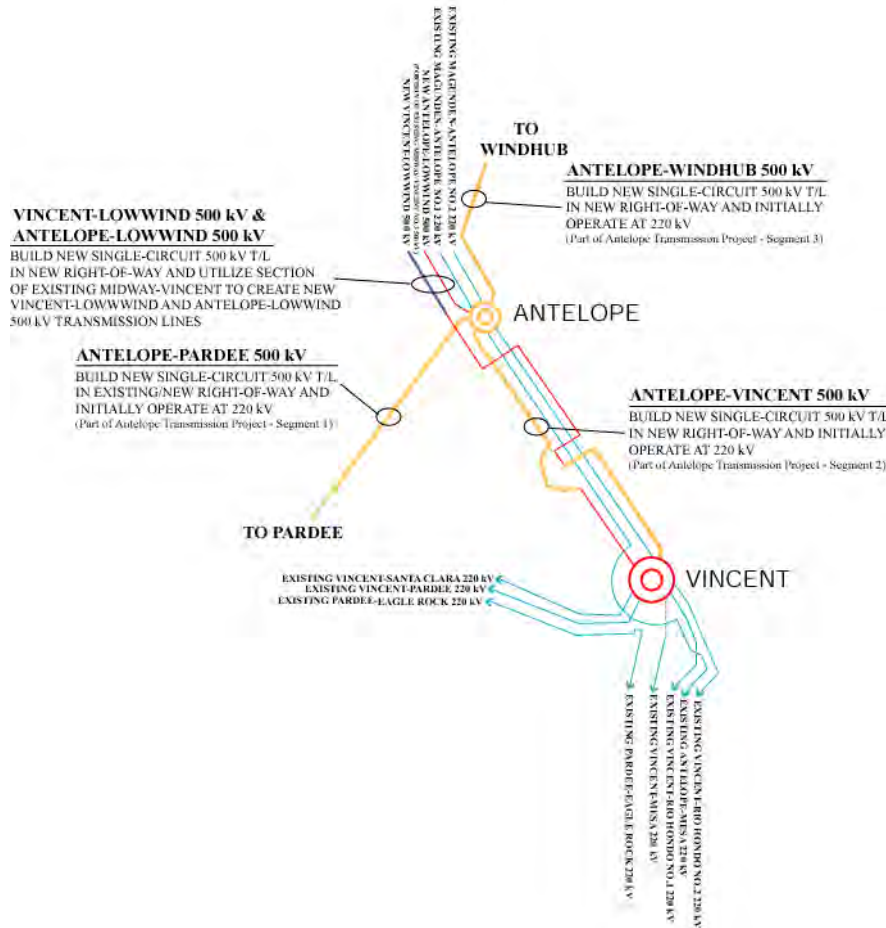 EXISTING MAGUNDEN-ANTELOPE NO.2 220 kV
EXISTING MAGUNDEN-ANTELOPE NO.1 220 kV
NEW ANTELOPE-LOWWIND 500 kV
NEW VINCENT-LOWWIND 500 kV
TO
WINDHUB
ANTELOPE-WINDHUB 500 kV
BUILD NEW SINGLE-CIRCUIT 500 kV T/L
IN NEW RIGHT-OF-WAY AND INITIALLY
OPERATE AT 220 kV
(Part of Antelope Transmission Project - Segment 3)
VINCENT-LOWWIND 500 kV &
ANTELOPE-LOWWIND 500 kV
BUILD NEW SINGLE-CIRCUIT 500 kV T/L
IN NEW RIGHT-OF-WAY AND UTILIZE SECTION
OF EXISTING MIDWAY-VINCENT TO CREATE NEW
VINCENT-LOWWWIND AND ANTELOPE-LOWWIND
500 kV TRANSMISSION LINES
ANTELOPE
ANTELOPE-PARDEE 500 kV
BUILD NEW SINGLE-CIRCUIT 500 kV T/L
IN EXISTING/NEW RIGHT-OF-WAY AND
INITIALLY OPERATE AT 220 kV
(Part of Antelope Transmission Project - Segment 1)
ANTELOPE-VINCENT 500 kV
BUILD NEW SINGLE-CIRCUIT 500 kV T/L
IN NEW RIGHT-OF-WAY AND INITIALLY
OPERATE AT 220 kV
(Part of Antelope Transmission Project - Segment 2)
TO PARDEE
VINCENT
EXISTING VINCENT-SANTA CLARA 220 kV
EXISTING VINCENT-PARDEE 220 kV
EXISTING PARDEE-EAGLE ROCK 220 kV
EXISTING PARDEE-EAGLE ROCK 220 kV
EXISTING VINCENT-MESA 220 kV
EXISTING VINCENT-RIO HONDO NO.1 220 kV
EXISTING ANTELOPE-MESA 220 kV
EXISTING VINCENT-RIO HONDO NO.2 220 kV